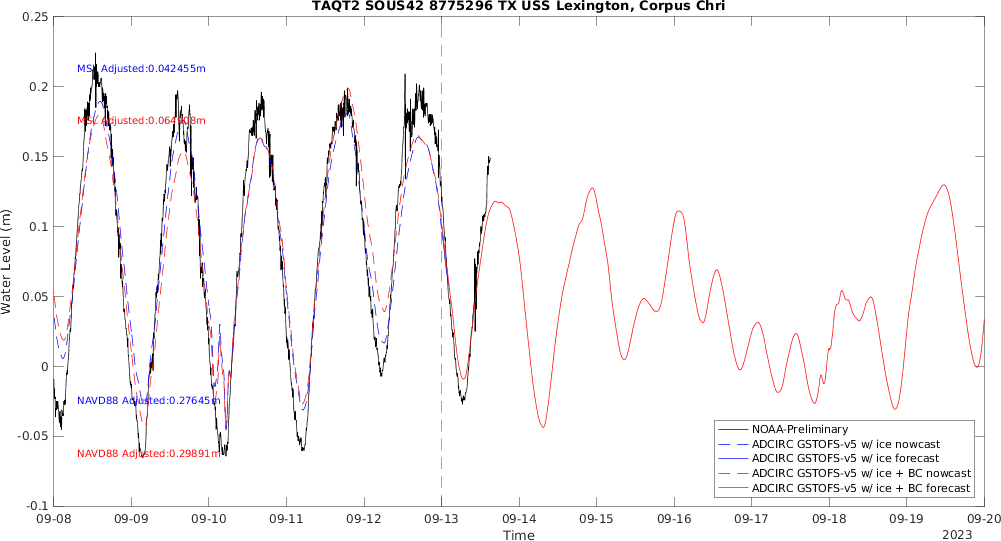 TAQT2 SOUS42 8775296 TX USS Lexington, Corpus Chri
0.25
0.2
0.15
0.1
0.05
0
-0.05
-0.1
Water Level (m)
MSL Adjusted:0.042455m
MSL Adjusted:0.064908m
NAVD88 Adjusted:0.27645m
NAVD88 Adjusted:0.29891m
NOAA-Preliminary
ADCIRC GSTOFS-v5 w/ ice nowcast
ADCIRC GSTOFS-v5 w/ ice forecast
ADCIRC GSTOFS-v5 w/ ice + BC nowcast
ADCIRC GSTOFS-v5 w/ ice + BC forecast
09-08 09-09 09-10 09-11 09-12 09-13 09-14 09-15 09-16 09-17 09-18 09-19 09-20
Time
2023